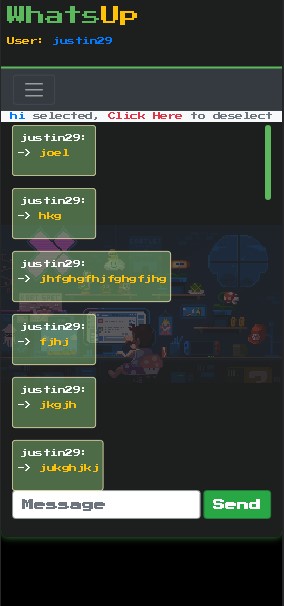 WhatsUp
User: justin29
hi selected, Click Here to deselect
justin29:
-> joel
justin29:
-> hkg
justin29:
-> jhfghgfhjfghgfjhg
justin29:
-> fjhj
justin29:
-> jkgjh
justin29:
-> jukghjkj
Message
Send